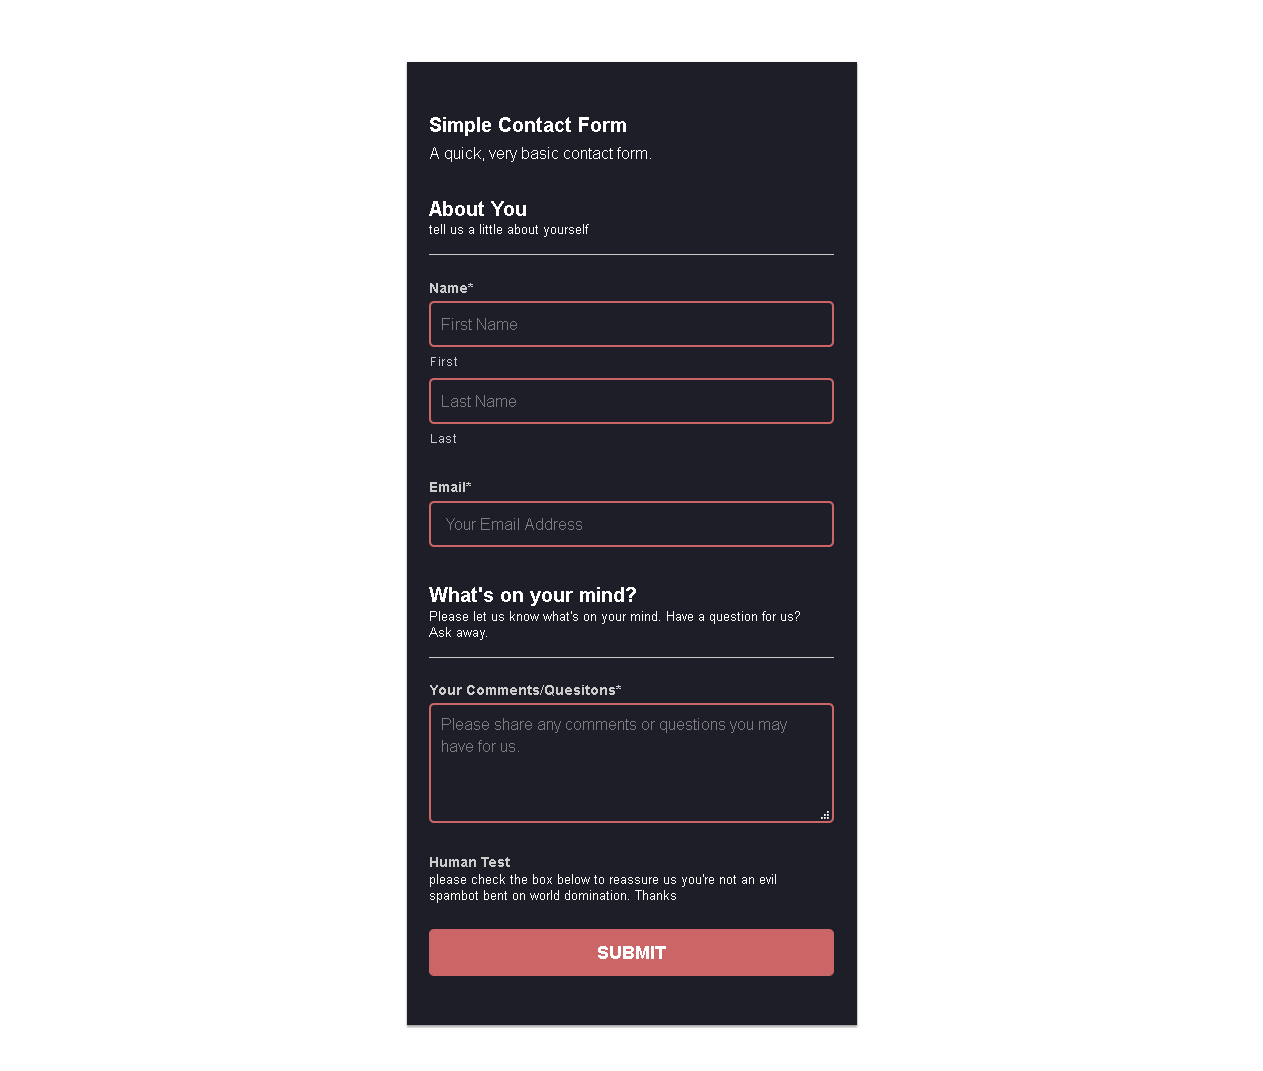 Simple Contact Form
A quick, very basic contact form.
About You
tell us a little about yourself
Name*
First Name
First
Last Name
Last
Email*
Your Email Address
What's on your mind?
Please let us know what's on your mind. Have a question for us?
Ask away.
Your Comments/Quesitons*
Please share any comments or questions you may
have for us.
Human Test
please check the box below to reassure us you're not an evil
spambot bent on world domination. Thanks
SUBMIT